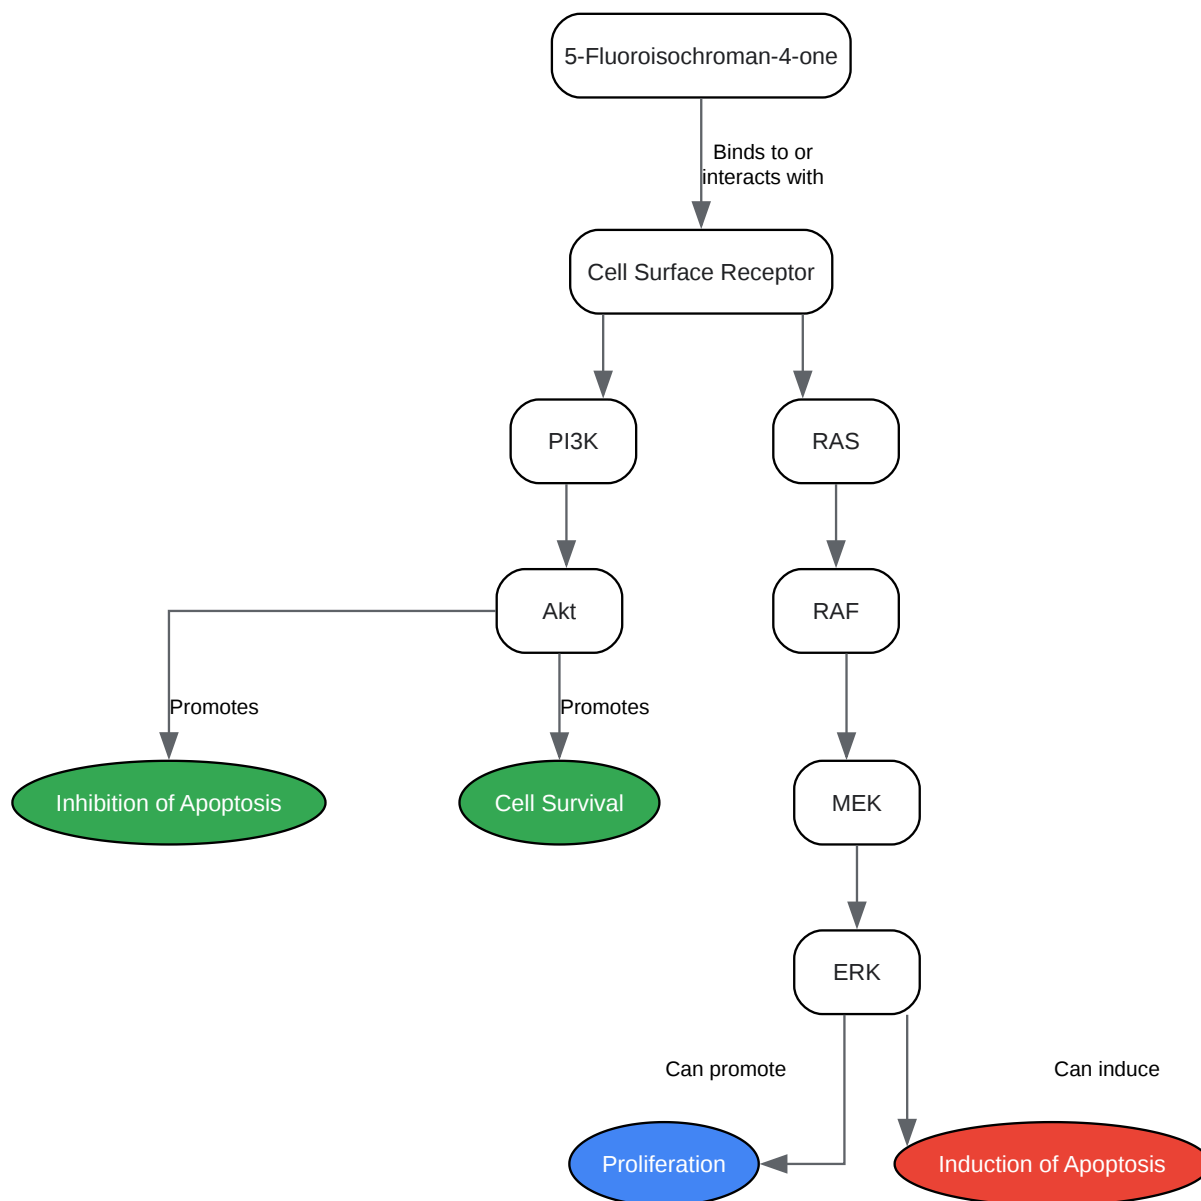 5-Fluoroisochroman-4-one
Binds to or
interacts with
Cell Surface Receptor
PI3K
RAS
Akt
RAF
Promotes
Promotes
Inhibition of Apoptosis
Cell Survival
MEK
ERK
Can promote
Can induce
Proliferation
Induction of Apoptosis